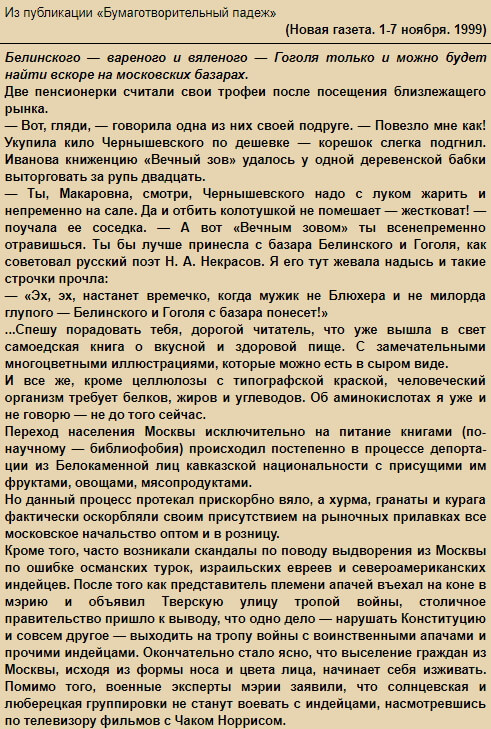 Из публикации «Бумаготворительный падеж»
(Новая газета. 1-7 ноября. 1999)
Белинского — вареного и вяленого — Гоголя только и можно будет
найти вскоре на московских базарах.
Две пенсионерки считали свои трофеи после посещения близлежащего
рынка.
— Вот, гляди, — говорила одна из них своей подруге. — Повезло мне как!
Укупила кило Чернышевского по дешевке — корешок слегка подгнил.
Иванова книженцию «Вечный зов» удалось у одной деревенской бабки
выторговать за рупь двадцать.
— Ты, Макаровна, смотри, Чернышевского надо с луком жарить и
непременно на сале. Да и отбить колотушкой не помешает — жестковат! —
поучала ее соседка. — А вот «Вечным зовом» ты всенепременно
отравишься. Ты бы лучше принесла с базара Белинского и Гоголя, как
советовал русский поэт Н. А. Некрасов. Я его тут жевала надысь и такие
строчки прочла:
— «Эх, эх, настанет времечко, когда мужик не Блюхера и не милорда
глупого — Белинского и Гоголя с базара понесет!»
...Спешу порадовать тебя, дорогой читатель, что уже вышла в свет
самоедская книга о вкусной и здоровой пище. С замечательными
многоцветными иллюстрациями, которые можно есть в сыром виде.
И все же, кроме целлюлозы с типографской краской, человеческий
организм требует белков, жиров и углеводов. Об аминокислотах я уже и
не говорю — не до того сейчас.
Переход населения Москвы исключительно на питание книгами (по-
научному — библиофобия) происходил постепенно в процессе депорта-
ции из Белокаменной лиц кавказской национальности с присущими им
фруктами, овощами, мясопродуктами.
Но данный процесс протекал прискорбно вяло, а хурма, гранаты и курага
фактически оскорбляли своим присутствием на рыночных прилавках все
московское начальство оптом и в розницу.
Кроме того, часто возникали скандалы по поводу выдворения из Москвы
по ошибке османских турок, израильских евреев и североамериканских
индейцев. После того как представитель племени апачей въехал на коне в
мэрию и объявил Тверскую улицу тропой войны, столичное
правительство пришло к выводу, что одно дело — нарушать Конституцию
и совсем другое — выходить на тропу войны с воинственными апачами и
прочими индейцами. Окончательно стало ясно, что выселение граждан из
Москвы, исходя из формы носа и цвета лица, начинает себя изживать.
Помимо того, военные эксперты мэрии заявили, что солнцевская и
люберецкая группировки не станут воевать с индейцами, насмотревшись
по телевизору фильмов с Чаком Норрисом.